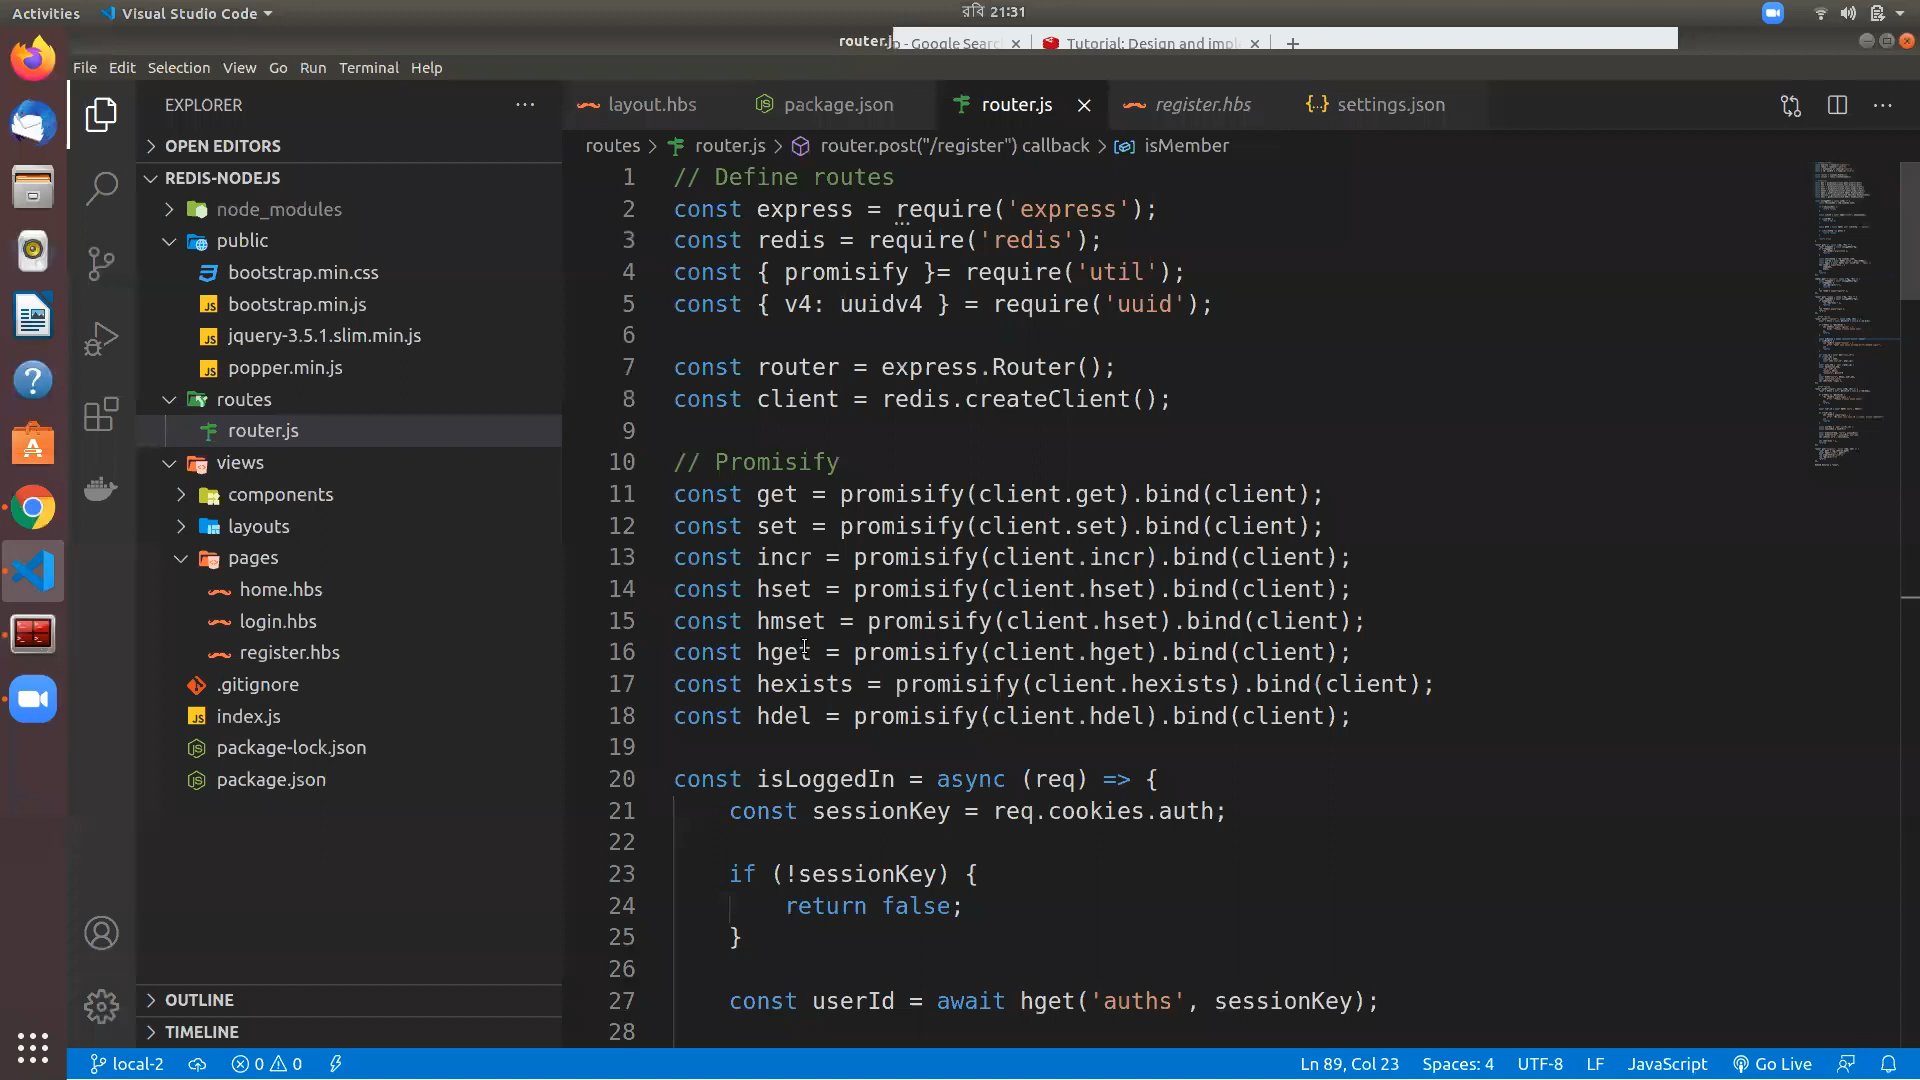 Activities
Visual Studio Code
রবি 21:31
router.j
- Google Sear
Tutorial: Design and imp
File Edit Selection View Go Run Terminal Help
EXPLORER
OPEN EDITORS
REDIS-NODEJS
node_modules
public
bootstrap.min.css
bootstrap.min.js
jquery-3.5.1.slim.min.js
popper.min.js
routes
router.js
views
components
layouts
pages
home.hbs
login.hbs
register.hbs
.gitignore
index.js
package-lock.json
package.json
OUTLINE
TIMELINE
layout.hbs
package.json
router.js
register.hbs
settings.json
routes > router.js > router.post("/register") callback > isMember
1 // Define routes
2 const express = require('express');
3 const redis = require('redis');
4 const { promisify }= require('util');
5 const { v4: uuidv4 } = require('uuid');
6
7 const router = express.Router();
8 const client = redis.createClient();
9
10 // Promisify
11 const get = promisify(client.get).bind(client);
12 const set = promisify(client.set).bind(client);
13 const incr = promisify(client.incr).bind(client);
14 const hset = promisify(client.hset).bind(client);
15 const hmset = promisify(client.hset).bind(client);
16 const hget = promisify(client.hget).bind(client);
17 const hexists = promisify(client.hexists).bind(client);
18 const hdel = promisify(client.hdel).bind(client);
19
20 const isLoggedIn = async (req) => {
21 const sessionKey = req.cookies.auth;
22
23 if (!sessionKey) {
24 return false;
25 }
26
27 const userId = await hget('auths', sessionKey);
28
local-2
0
0
Ln 89, Col 23
Spaces: 4
UTF-8
LF
JavaScript
Go Live